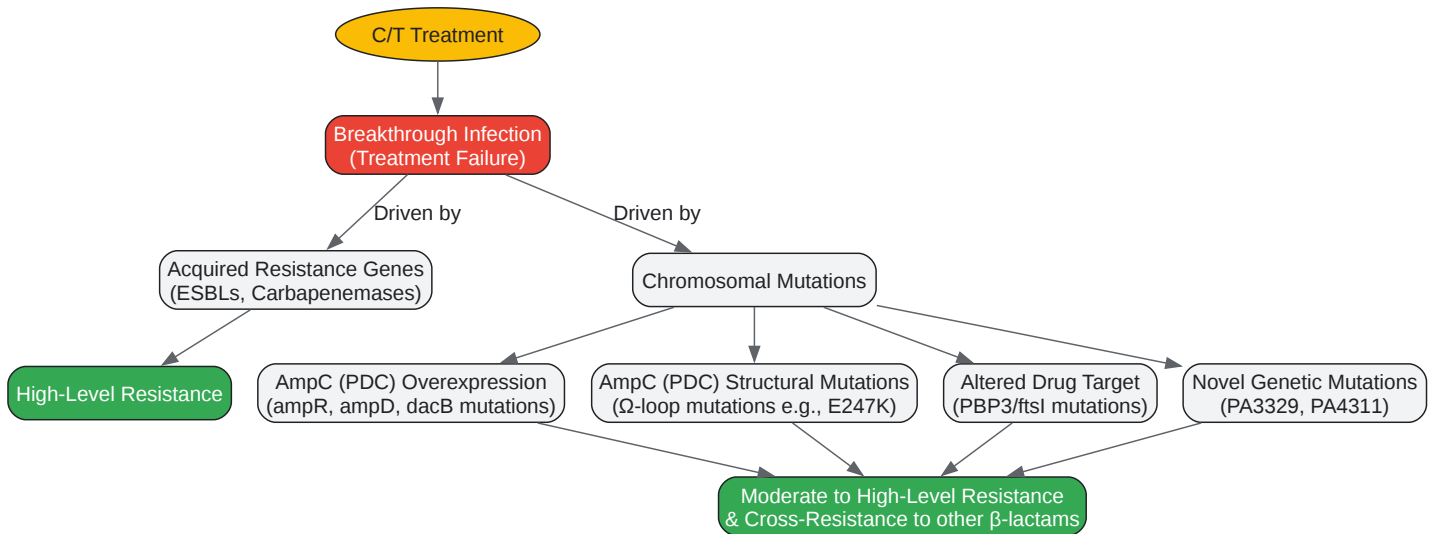 C/T Treatment
Breakthrough Infection
(Treatment Failure)
Driven by
Driven by
Acquired Resistance Genes
(ESBLs, Carbapenemases)
Chromosomal Mutations
High-Level Resistance
AmpC (PDC) Overexpression
(ampR, ampD, dacB mutations)
AmpC (PDC) Structural Mutations
(Ω-loop mutations e.g., E247K)
Altered Drug Target
(PBP3/ftsI mutations)
Novel Genetic Mutations
(PA3329, PA4311)
Moderate to High-Level Resistance
& Cross-Resistance to other β-lactams